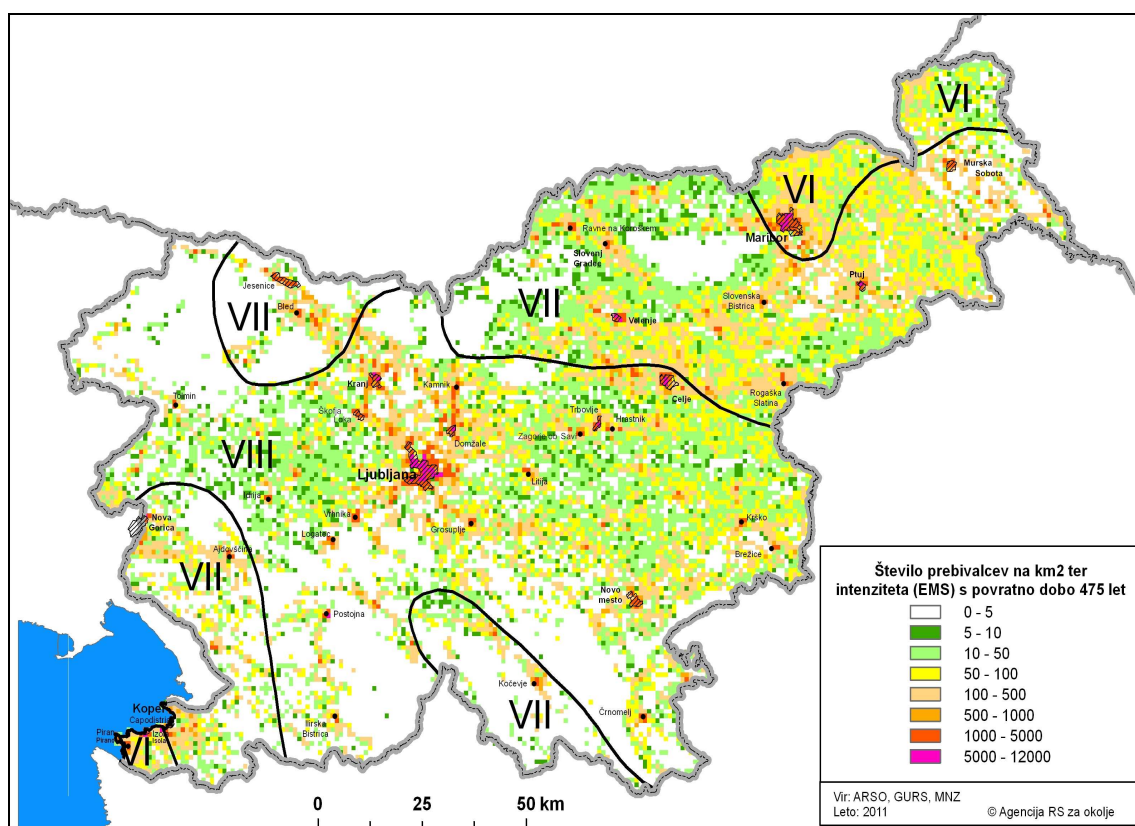 VI
Murska
Sobota
VI
Maribor
Ravne na Koroškem
Slovenj
Gradec
Ptuj
Jesenice
Bled
VII
VII
Velenje
Slovenska
Bistrica
Kranj
Kamnik
Celje
Rogaška
Slatina
Tolmin
Škofja
Loka
Trbovlje
Hrastnik
Domžale
Zagorje ob Savi
VIII
Ljubljana
Litija
Idrija
Vrhnika
Grosuplje
Krško
Nova
Gorica
Logatec
Ajdovščina
Brežice
VII
Novo
mesto
Postojna
Kočevje
VII
Črnomelj
Koper
Capodistria
Ilirska
Bistrica
Piran
Pirano
Izola
Isola
VI
0 25 50 km
Število prebivalcev na km2 ter
intenziteta (EMS) s povratno dobo 475 let
0 - 5
5 - 10
10 - 50
50 - 100
100 - 500
500 - 1000
1000 - 5000
5000 - 12000
Vir: ARSO, GURS, MNZ
Leto: 2011 © Agencija RS za okolje